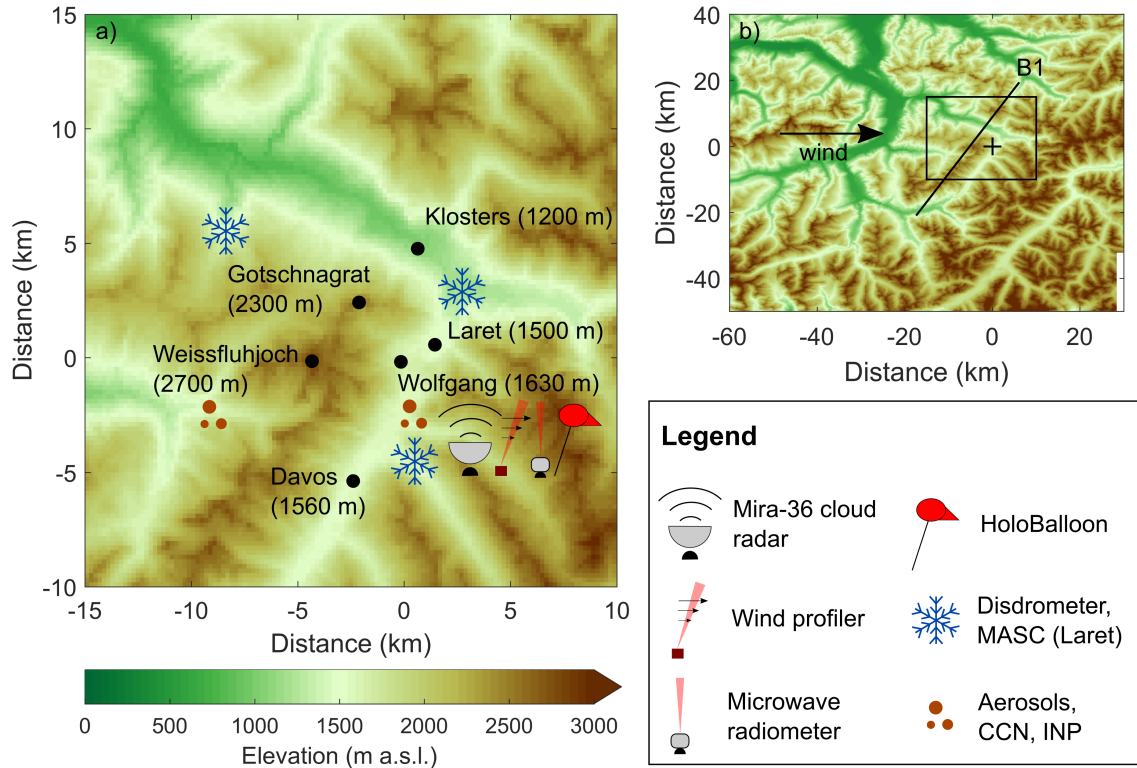 a)
15
10
5
0
-5
-10
-15
-10
-5
0
5
10
Distance (km)
Distance (km)
Klosters (1200 m)
Gotschnagrat
(2300 m)
Laret (1500 m)
Weissfluhjoch
(2700 m)
Wolfgang (1630 m)
Davos
(1560 m)
0
500
1000
1500
2000
2500
3000
Elevation (m a.s.l.)
b)
40
20
0
-20
-40
-60
-40
-20
0
20
Distance (km)
Distance (km)
B1
wind
Legend
Mira-36 cloud
radar
HoloBalloon
Wind profiler
Disdrometer,
MASC (Laret)
Microwave
radiometer
Aerosols,
CCN, INP